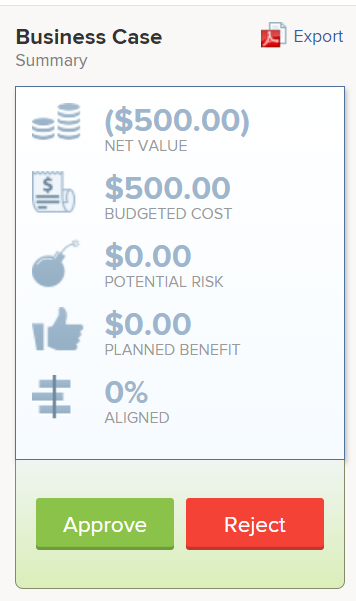 Business Case
Export
Summary
($500.00)
NET VALUE
$
$500.00
BUDGETED COST
$0.00
POTENTIAL RISK
$0.00
PLANNED BENEFIT
0%
ALIGNED
Approve
Reject